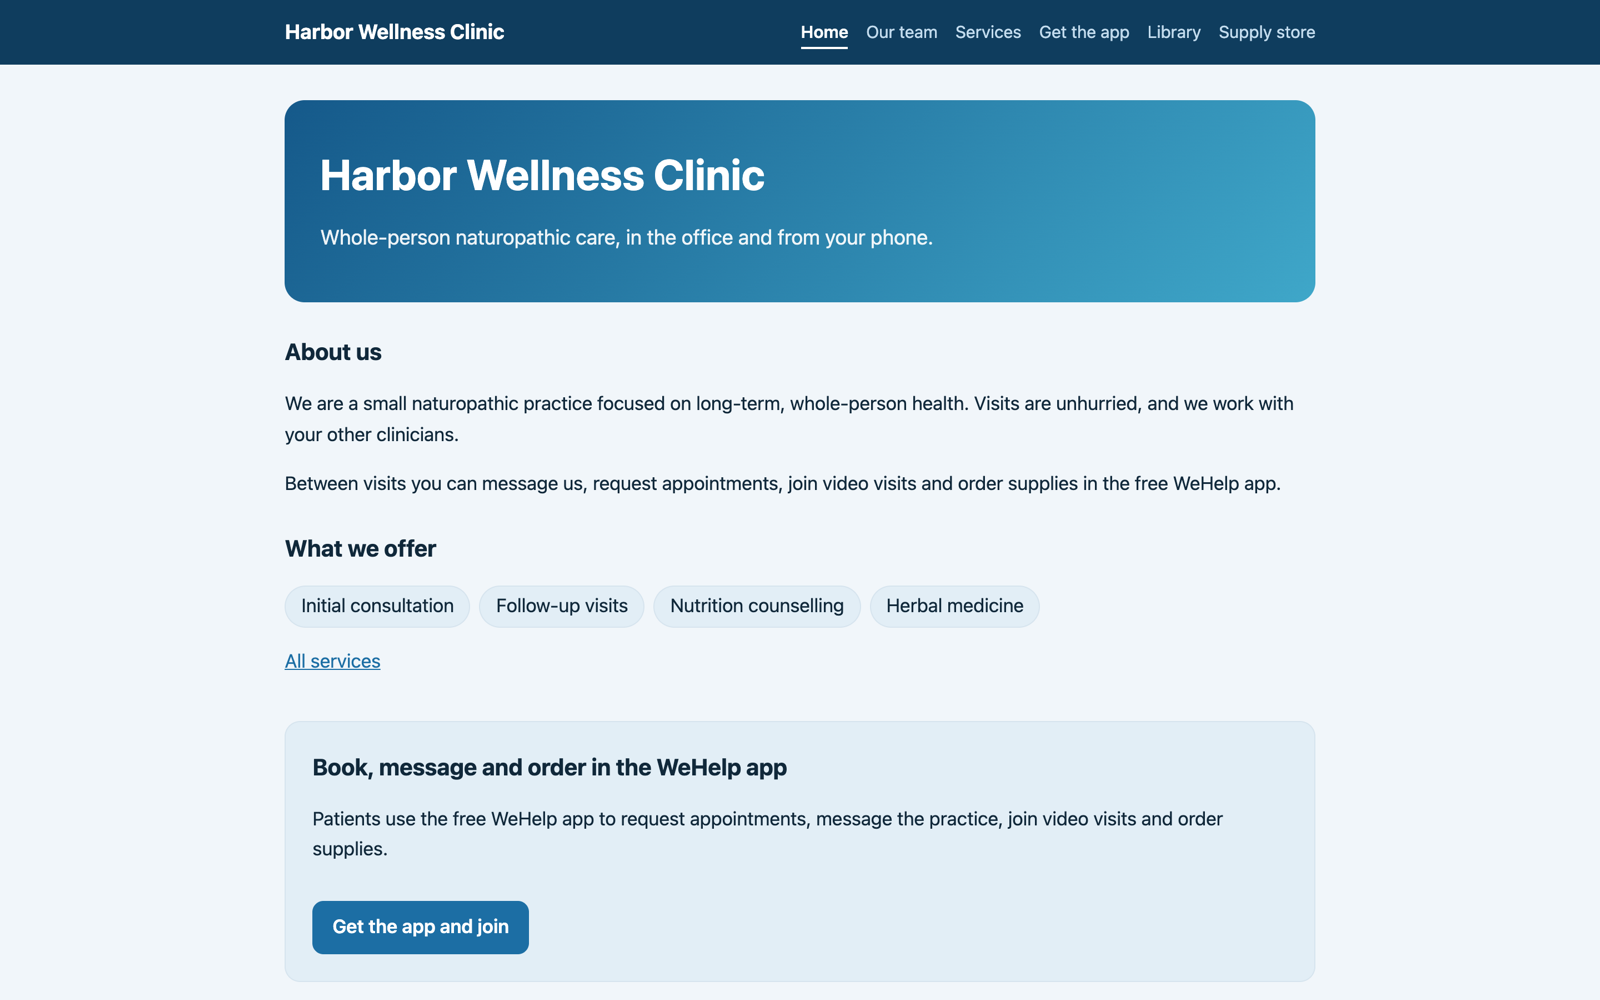 Harbor Wellness Clinic
Home
Our team
Services
Get the app
Library
Supply store
Harbor Wellness Clinic
Whole-person naturopathic care, in the office and from your phone.
About us
We are a small naturopathic practice focused on long-term, whole-person health. Visits are unhurried, and we work with
your other clinicians.
Between visits you can message us, request appointments, join video visits and order supplies in the free WeHelp app.
What we offer
Initial consultation
Follow-up visits
Nutrition counselling
Herbal medicine
All services
Book, message and order in the WeHelp app
Patients use the free WeHelp app to request appointments, message the practice, join video visits and order
supplies.
Get the app and join